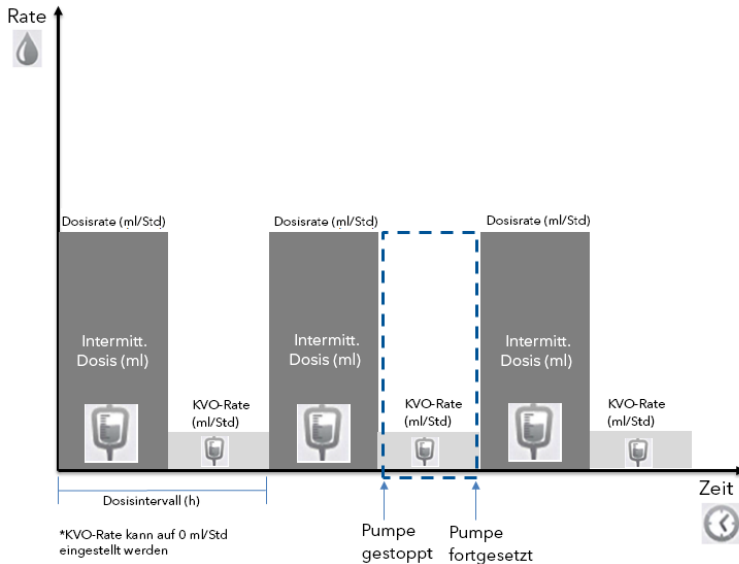 Rate
Dosisrate (ml/Std)
Dosisrate (ml/Std)
Dosisrate (ml/Std)
Intermitt.
Dosis (ml)
Intermitt.
Dosis (ml)
Intermitt.
Dosis (ml)
KVO-Rate
(ml/Std)
KVO-Rate
(ml/Std)
KVO-Rate
(ml/Std)
Dosisintervall (h)
Zeit
*KVO-Rate kann auf 0 ml/Std
eingestellt werden
Pumpe
gestoppt
Pumpe
fortgesetzt